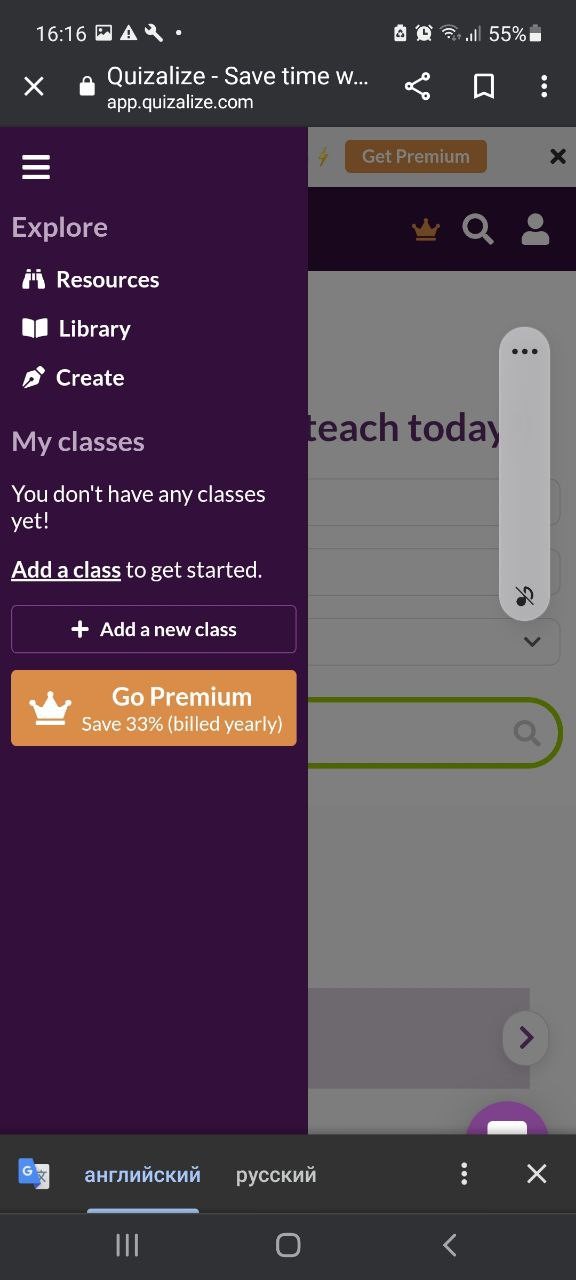 16:16
55%
Quizalize - Save time w...
app.quizalize.com
Get Premium
Explore
Resources
Library
Create
teach today
My classes
You don't have any classes
yet!
Add a class to get started.
+ Add a new class
Go Premium
Save 33% (billed yearly)
английский русский